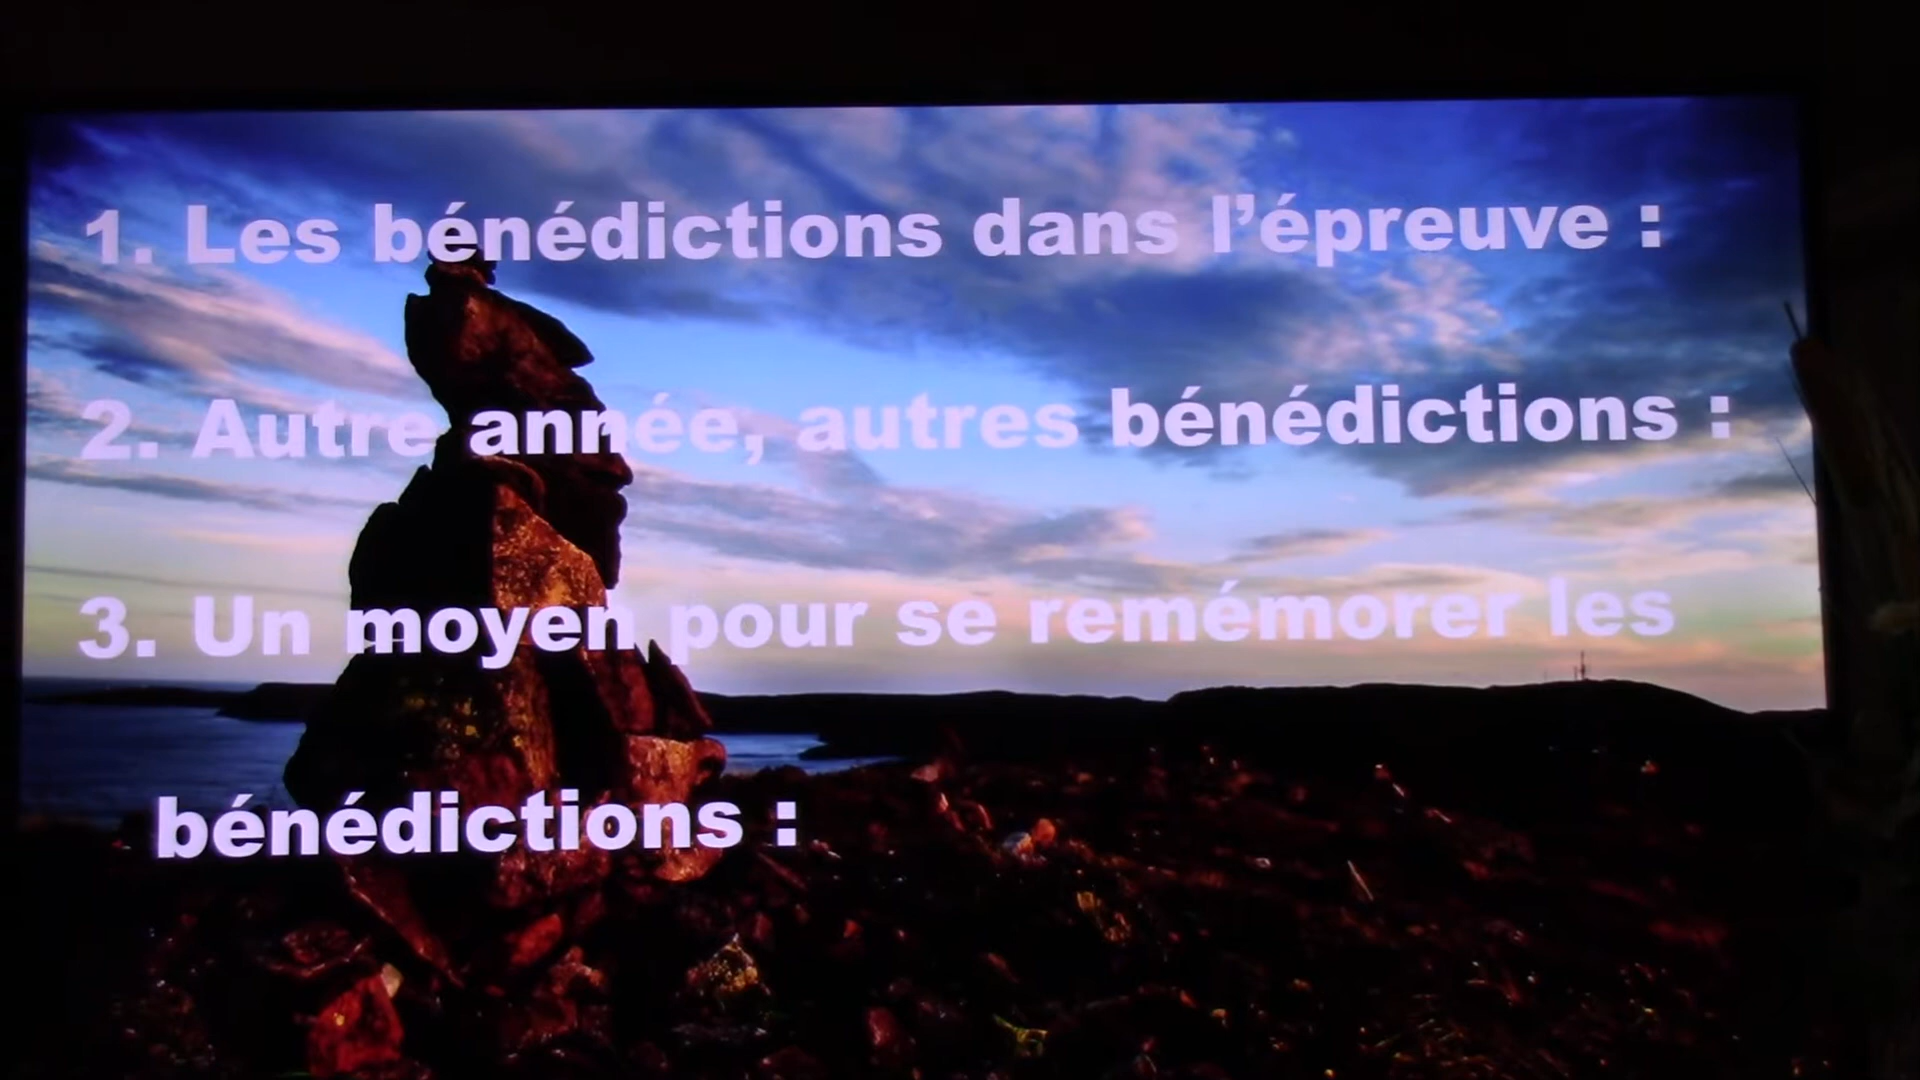 1. Les bénédictions dans l’épreuve :
2. Autre année, autres bénédictions :
3. Un moyen pour se remémorer les
bénédictions :